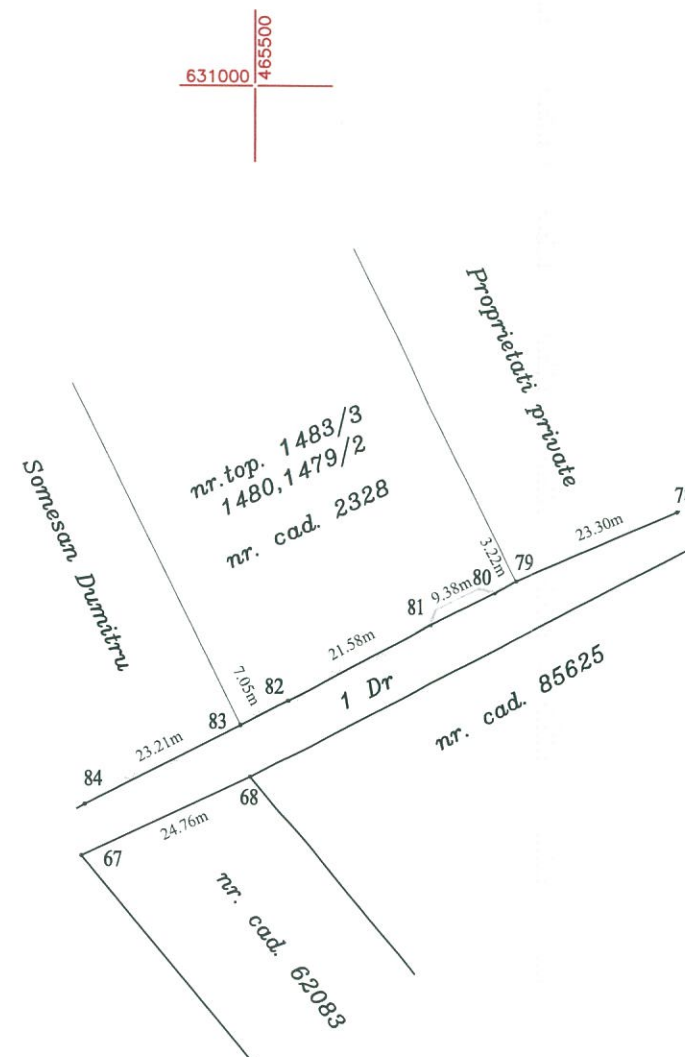 465500
631000
Proprietati private
nr.top. 1483/3
1480,1479/2
nr. cad. 2328
Somesan Dumitru
23.30m
3.22m
79
80
9.38m
81
21.58m
82
7.05m
83
23.21m
84
1 Dr
nr. cad. 85625
68
24.76m
67
nr. cad. 62083